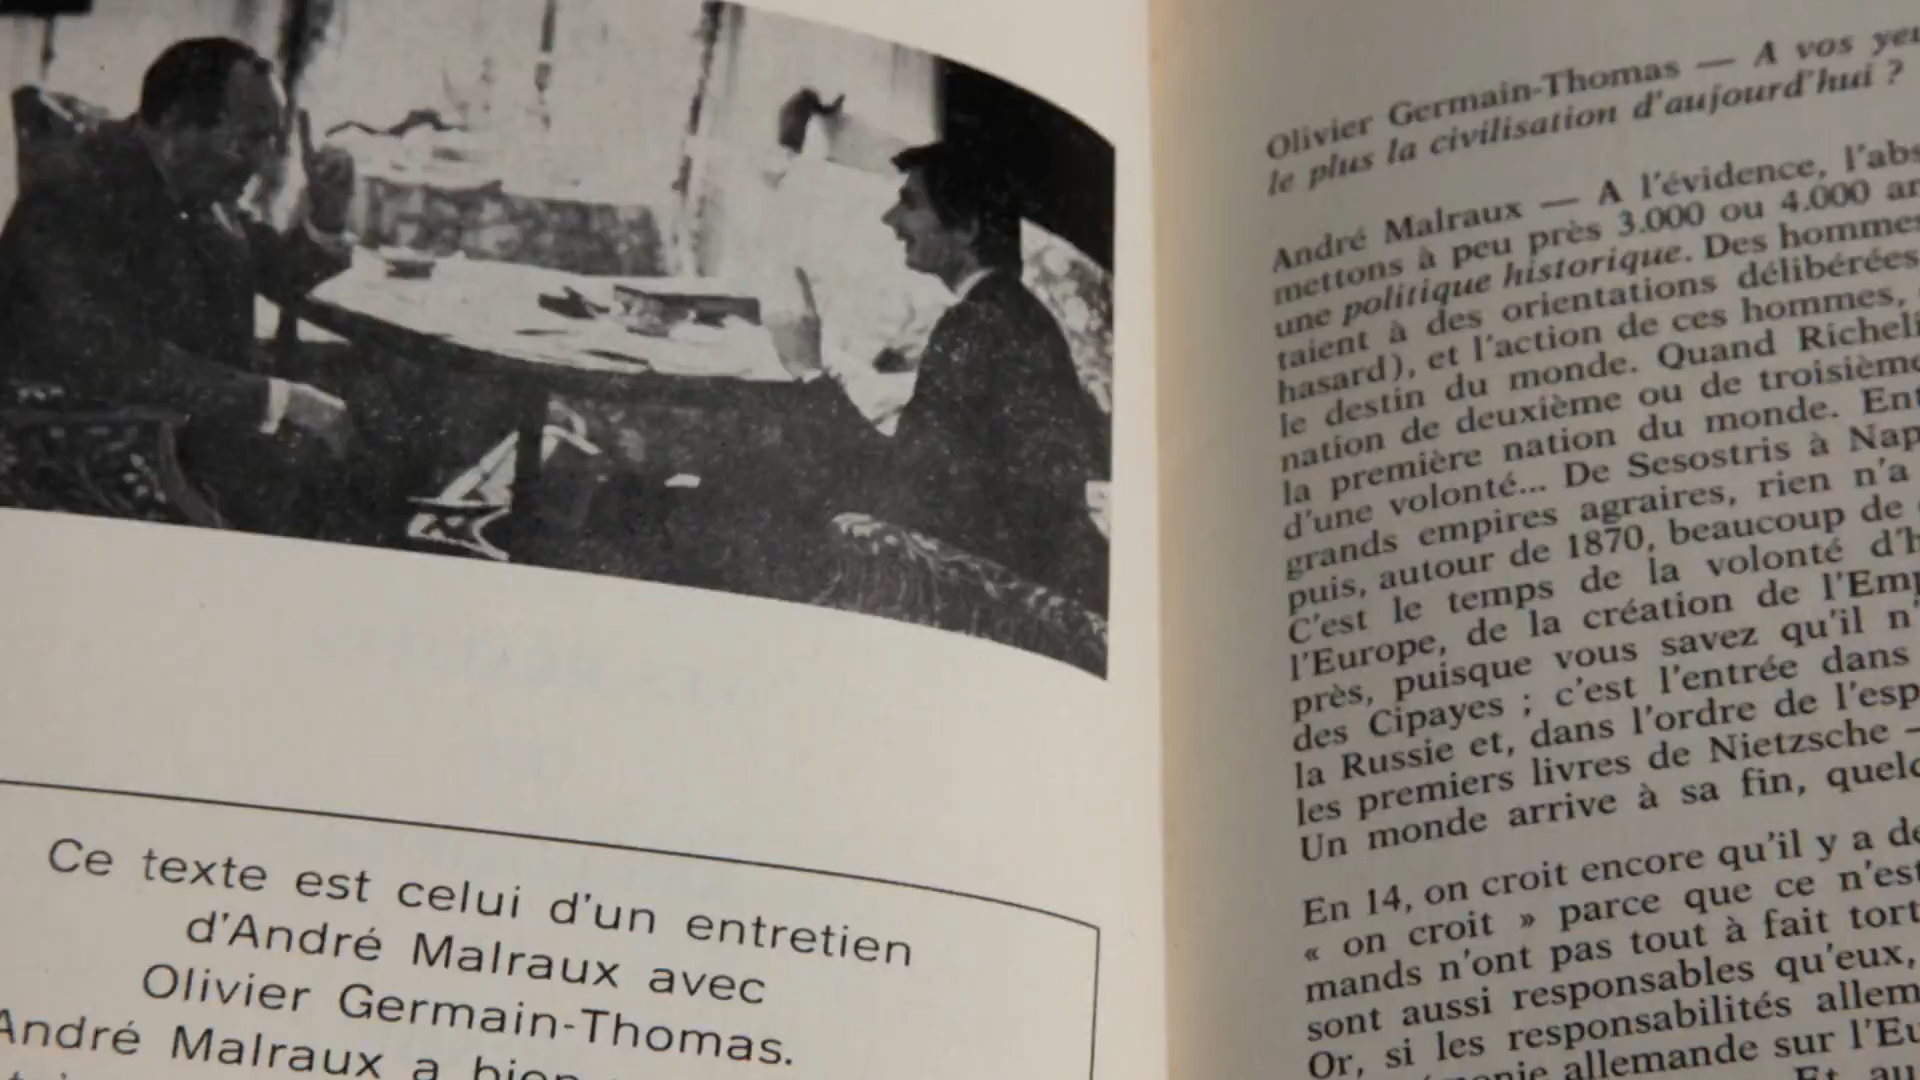 Ce texte est celui d'un entretien
d'André Malraux avec
Olivier Germain-Thomas.
André Malraux a bien
Olivier Germain-Thomas — A vos
le plus la civilisation d'aujourd'hui ?
André Malraux — A l'évidence,
mettons à peu près 3.000 ou 4.000
une politique historique. Des hommes
taient à des orientations délibérées
hasard), et l'action de ces hommes,
le destin du monde. Quand
nation de deuxième ou de troisième
la première nation du monde.
d'une volonté... De Sesostris à
grands empires agraires, rien n'a
puis, autour de 1870, beaucoup de
C'est le temps de la volonté
l'Europe, de la création de
près, puisque vous savez qu'il
des Cipayes ; c'est l'entrée dans
la Russie et, dans l'ordre de
les premiers livres de Nietzsche —
Un monde arrive à sa fin,
En 14, on croit encore qu'il y a
« on croit » parce que ce
mands n'ont pas tout à fait
sont aussi responsables qu'eux,
Or, si les responsabilités
allemande sur
Et